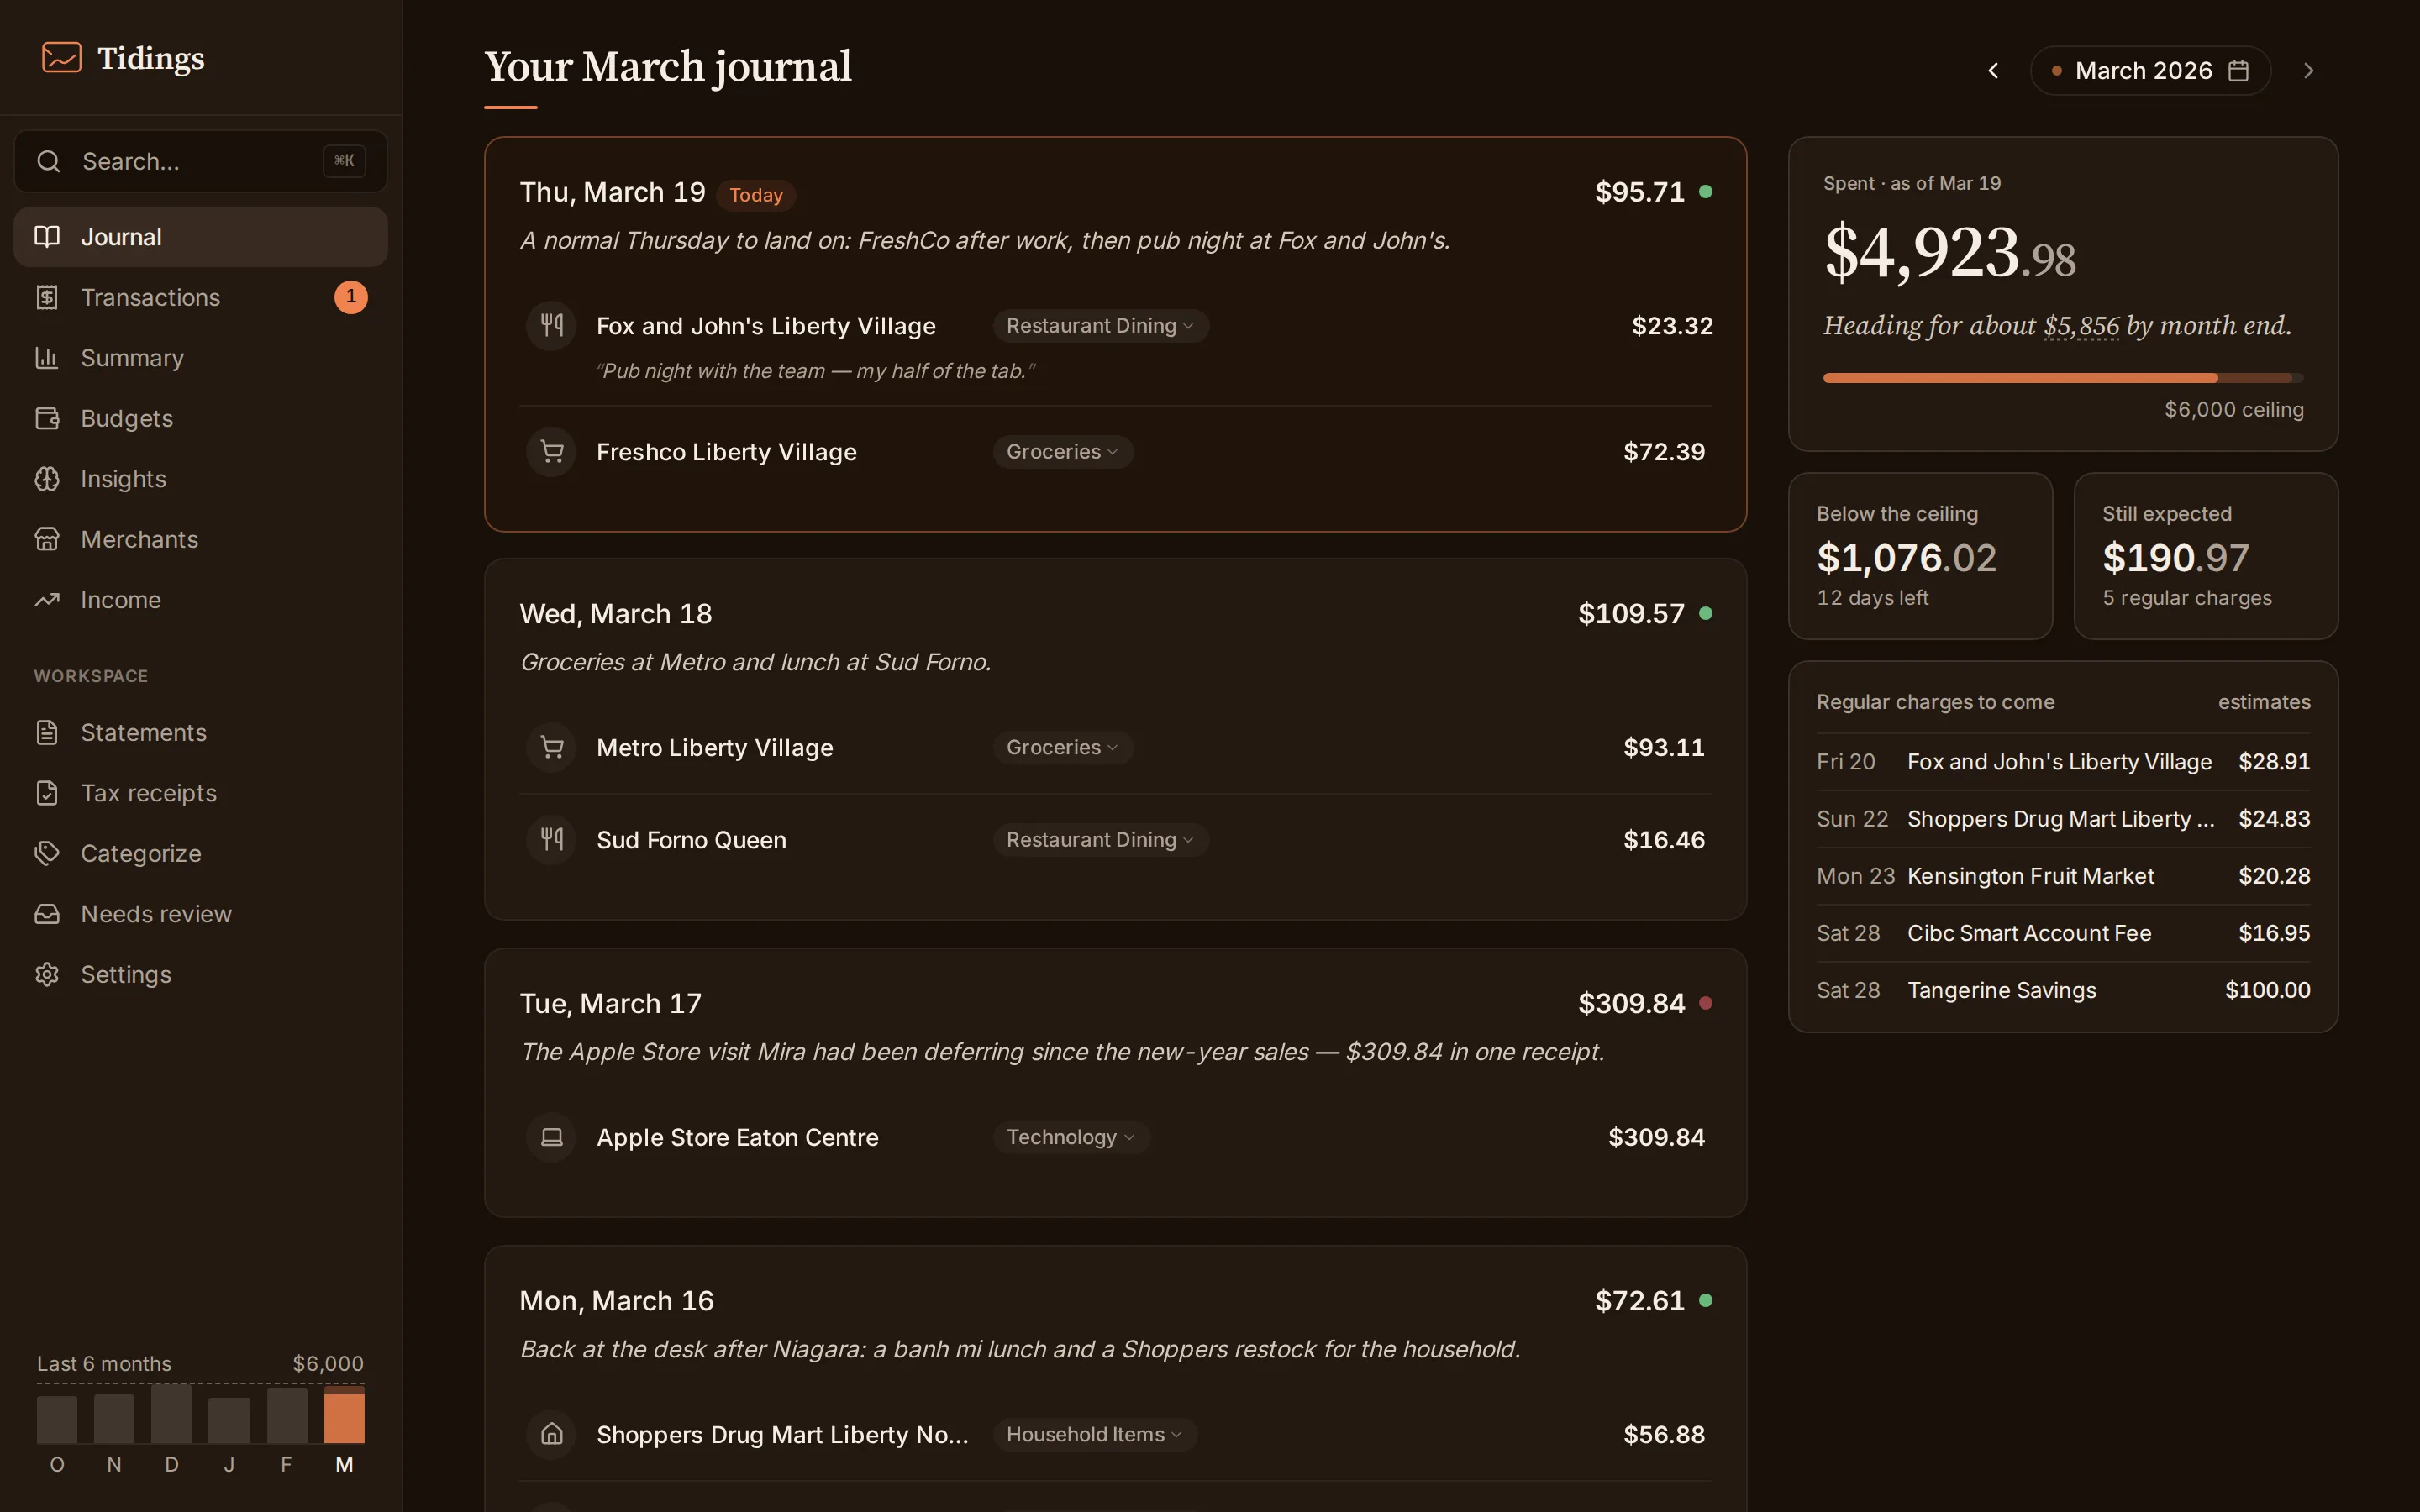 Tidings
Search...
⌘K
Journal
Transactions
1
Summary
Budgets
Insights
Merchants
Income
WORKSPACE
Statements
Tax receipts
Categorize
Needs review
Settings
Last 6 months
$6,000
O N D J F M
Your March journal
March 2026
Thu, March 19
Today
$95.71
A normal Thursday to land on: FreshCo after work, then pub night at Fox and John's.
Fox and John's Liberty Village
Restaurant Dining
$23.32
“Pub night with the team — my half of the tab.”
Freshco Liberty Village
Groceries
$72.39
Wed, March 18
$109.57
Groceries at Metro and lunch at Sud Forno.
Metro Liberty Village
Groceries
$93.11
Sud Forno Queen
Restaurant Dining
$16.46
Tue, March 17
$309.84
The Apple Store visit Mira had been deferring since the new-year sales — $309.84 in one receipt.
Apple Store Eaton Centre
Technology
$309.84
Mon, March 16
$72.61
Back at the desk after Niagara: a banh mi lunch and a Shoppers restock for the household.
Shoppers Drug Mart Liberty No...
Household Items
$56.88
Spent · as of Mar 19
$4,923.98
Heading for about $5,856 by month end.
$6,000 ceiling
Below the ceiling
$1,076.02
12 days left
Still expected
$190.97
5 regular charges
Regular charges to come
estimates
Fri 20 Fox and John's Liberty Village $28.91
Sun 22 Shoppers Drug Mart Liberty ... $24.83
Mon 23 Kensington Fruit Market $20.28
Sat 28 Cibc Smart Account Fee $16.95
Sat 28 Tangerine Savings $100.00